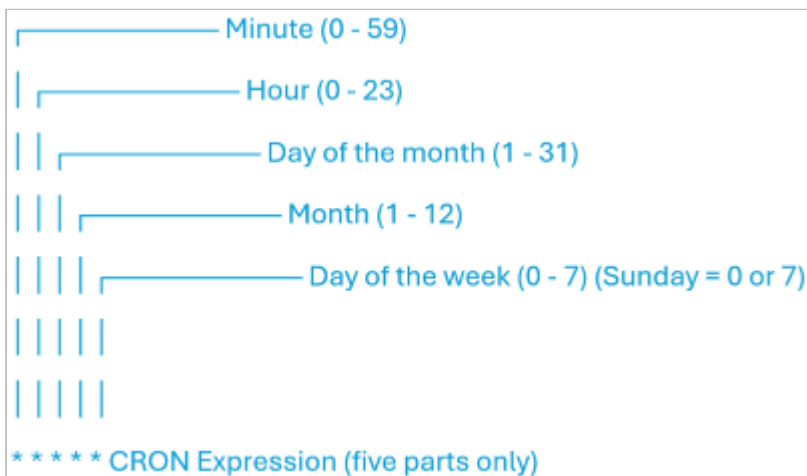 Minute (0 - 59)
Hour (0 - 23)
Day of the month (1 - 31)
Month (1 - 12)
Day of the week (0 - 7) (Sunday = 0 or 7)
* * * * * CRON Expression (five parts only)